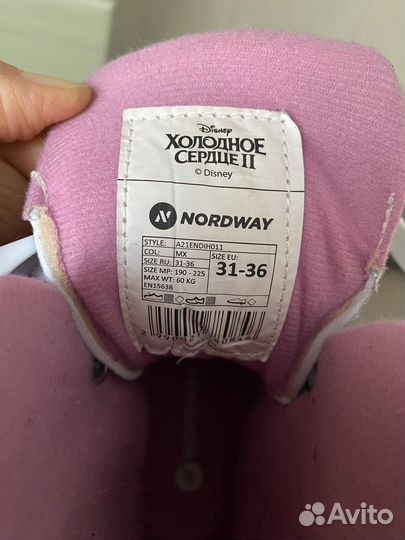 Disney
ХОЛОДНОЕ
СЕРДЦЕ II
© Disney
NORDWAY
STYLE: A21ENDIH011
COL: MX
SIZE RU: 31-36
SIZE MP: 190 - 225
MAX WT: 60 KG
EN15638
SIZE EU:
31-36
NORDWAY
Avito